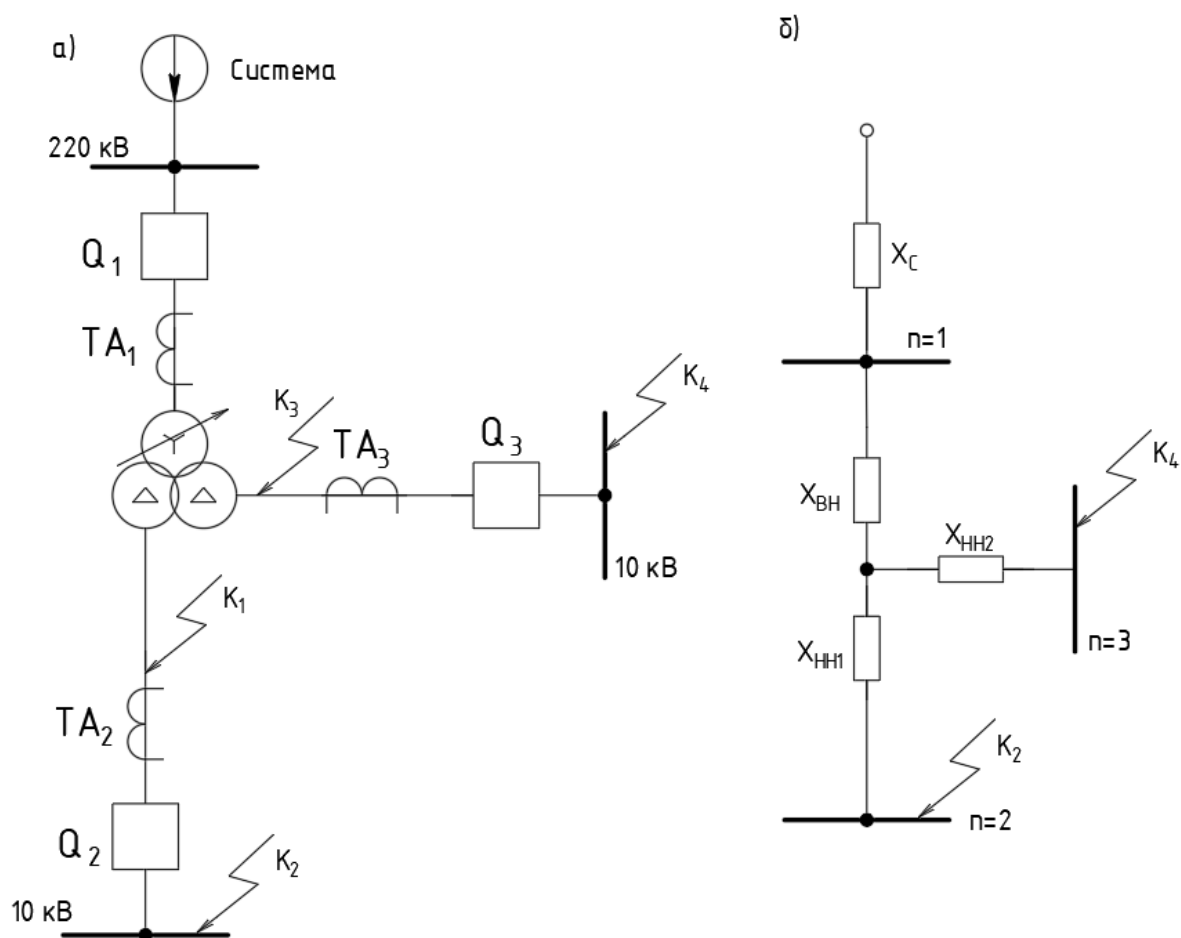 а)
Система
220 кВ
Q1
TA1
K3
TA3
Q3
K4
10 кВ
K1
TA2
Q2
K2
10 кВ
б)
XС
n=1
XВН
XНН2
K4
n=3
XНН1
K2
n=2